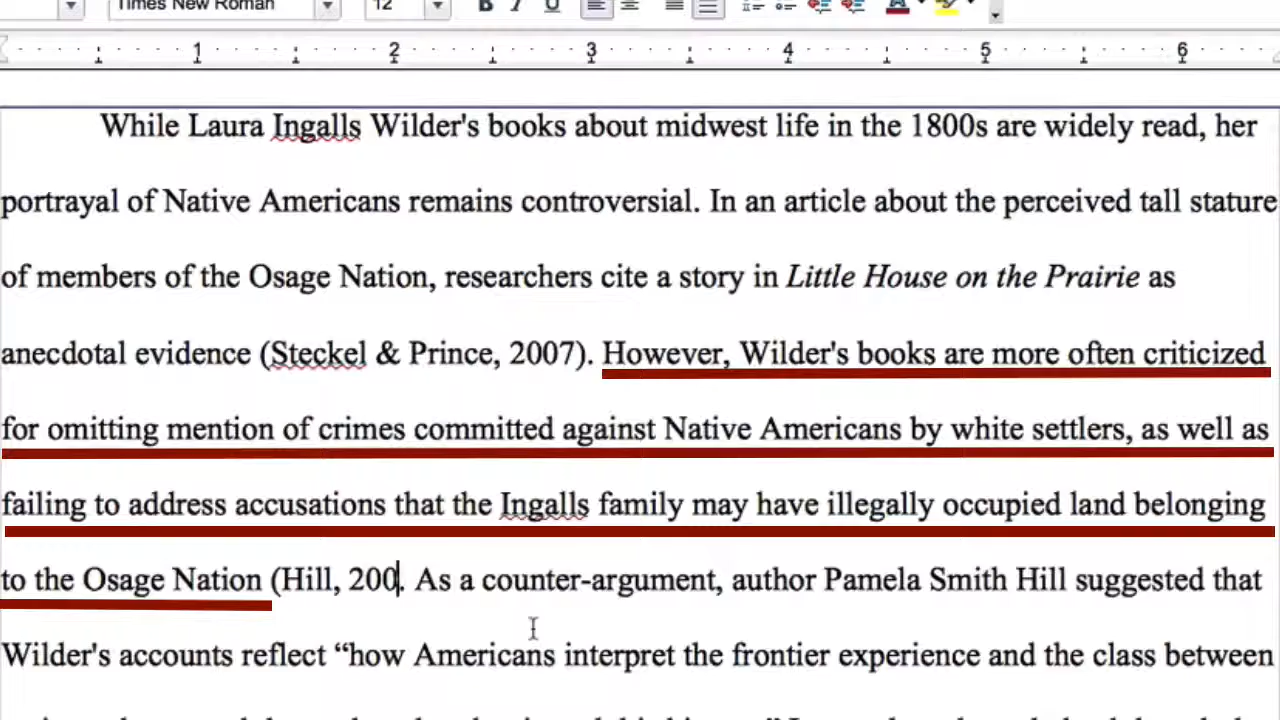 Times New Roman 12 B I U
1 2 3 4 5 6
While Laura Ingalls Wilder's books about midwest life in the 1800s are widely read, her
portrayal of Native Americans remains controversial. In an article about the perceived tall stature
of members of the Osage Nation, researchers cite a story in Little House on the Prairie as
anecdotal evidence (Steckel & Prince, 2007). However, Wilder's books are more often criticized
for omitting mention of crimes committed against Native Americans by white settlers, as well as
failing to address accusations that the Ingalls family may have illegally occupied land belonging
to the Osage Nation (Hill, 200. As a counter-argument, author Pamela Smith Hill suggested that
Wilder's accounts reflect “how Americans interpret the frontier experience and the class between